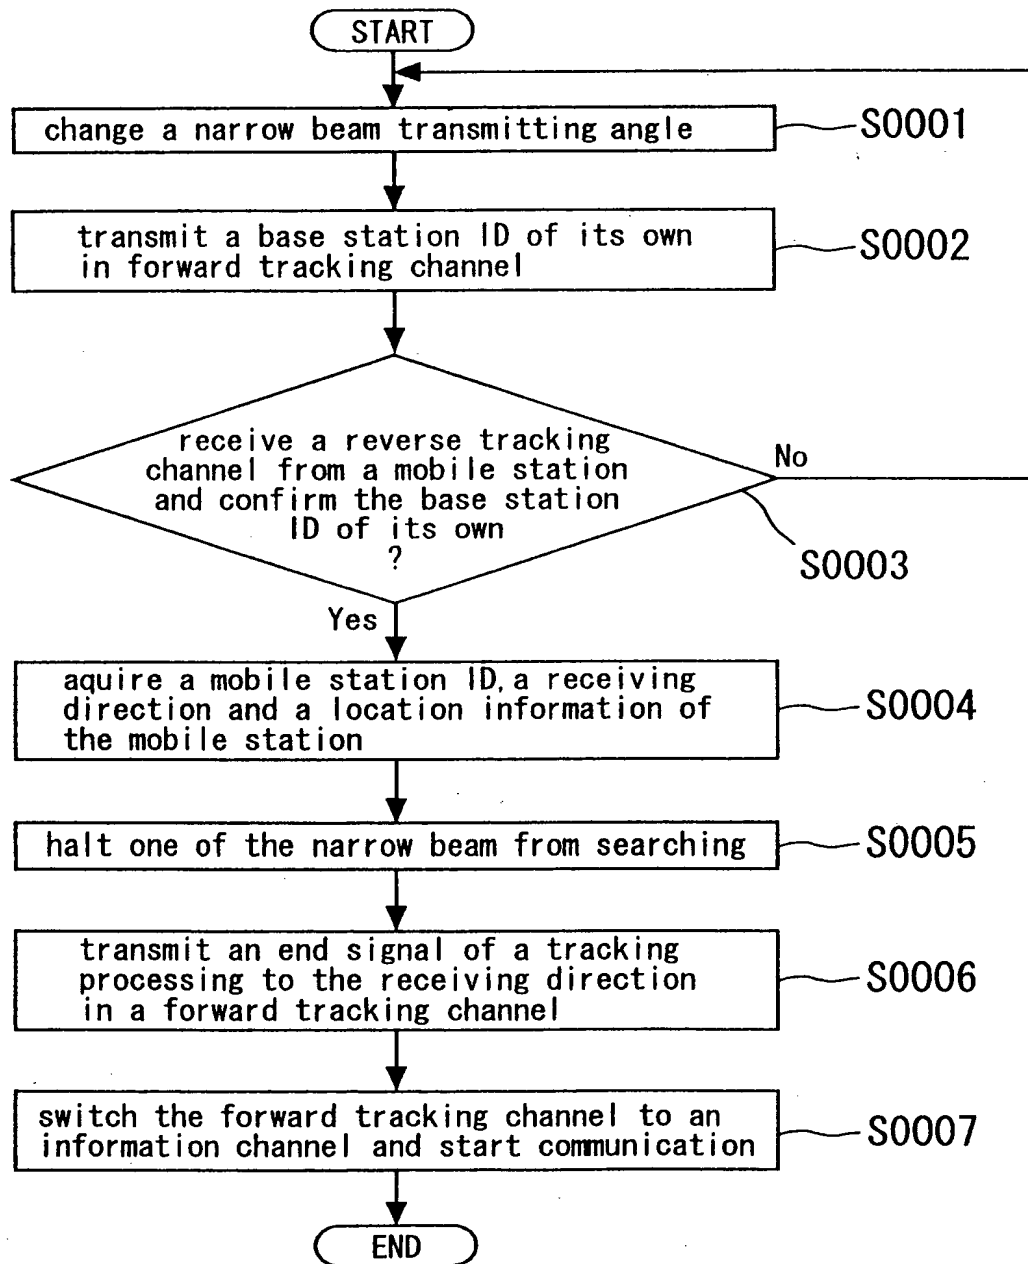 START
change a narrow beam transmitting angle
S0001
transmit a base station ID of its own
in forward tracking channel
S0002
receive a reverse tracking
channel from a mobile station
and confirm the base station
ID of its own
?
No
S0003
Yes
aquire a mobile station ID, a receiving
direction and a location information of
the mobile station
S0004
halt one of the narrow beam from searching
S0005
transmit an end signal of a tracking
processing to the receiving direction
in a forward tracking channel
S0006
switch the forward tracking channel to an
information channel and start communication
S0007
END